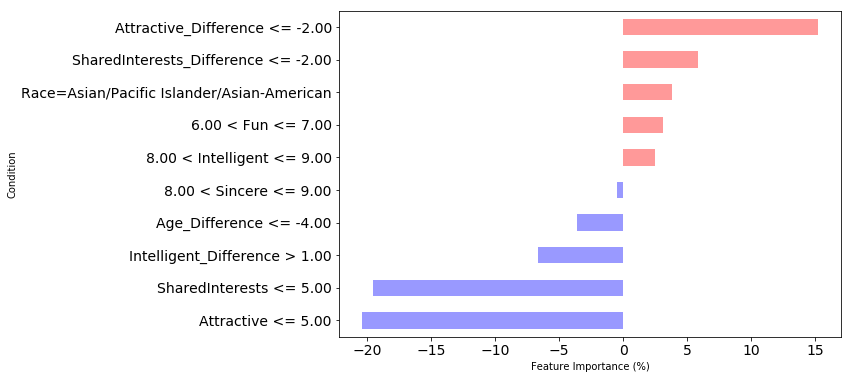 Attractive_Difference <= -2.00
SharedInterests_Difference <= -2.00
Race=Asian/Pacific Islander/Asian-American
6.00 < Fun <= 7.00
8.00 < Intelligent <= 9.00
8.00 < Sincere <= 9.00
Age_Difference <= -4.00
Intelligent_Difference > 1.00
SharedInterests <= 5.00
Attractive <= 5.00
Condition
−20 −15 −10 −5 0 5 10 15
Feature Importance (%)